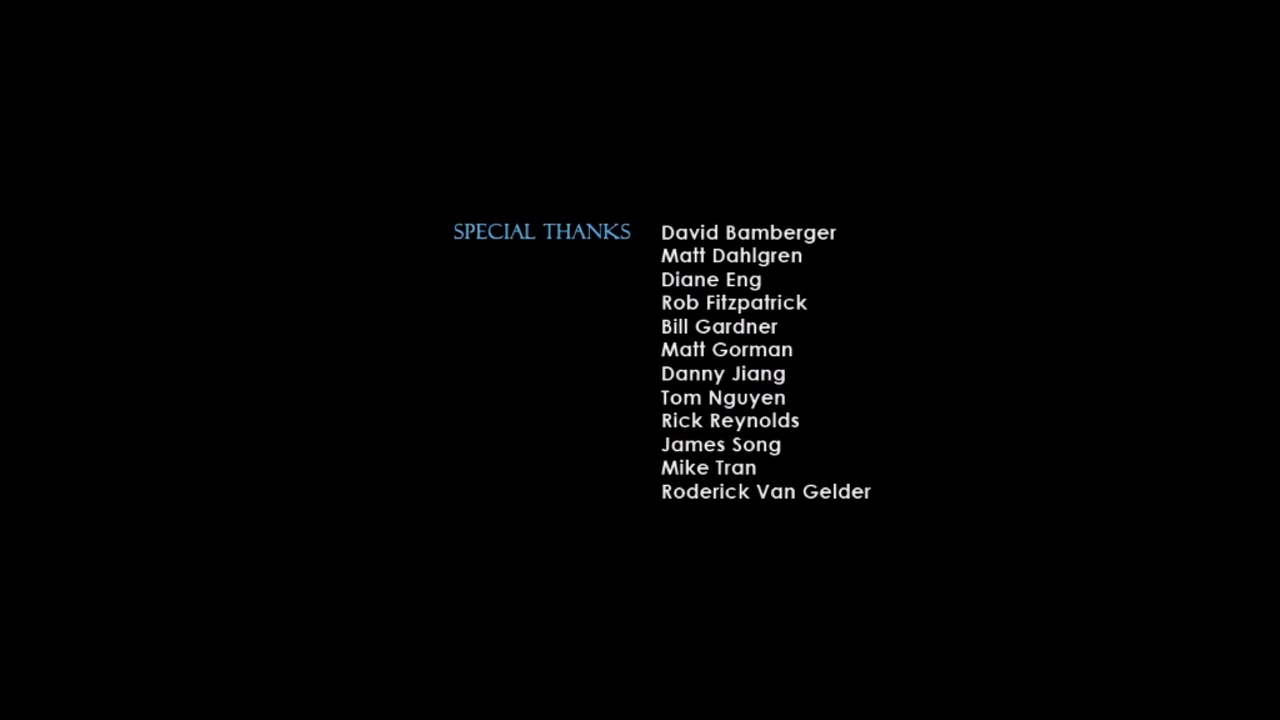 SPECIAL THANKS David Bamberger
Matt Dahlgren
Diane Eng
Rob Fitzpatrick
Bill Gardner
Matt Gorman
Danny Jiang
Tom Nguyen
Rick Reynolds
James Song
Mike Tran
Roderick Van Gelder